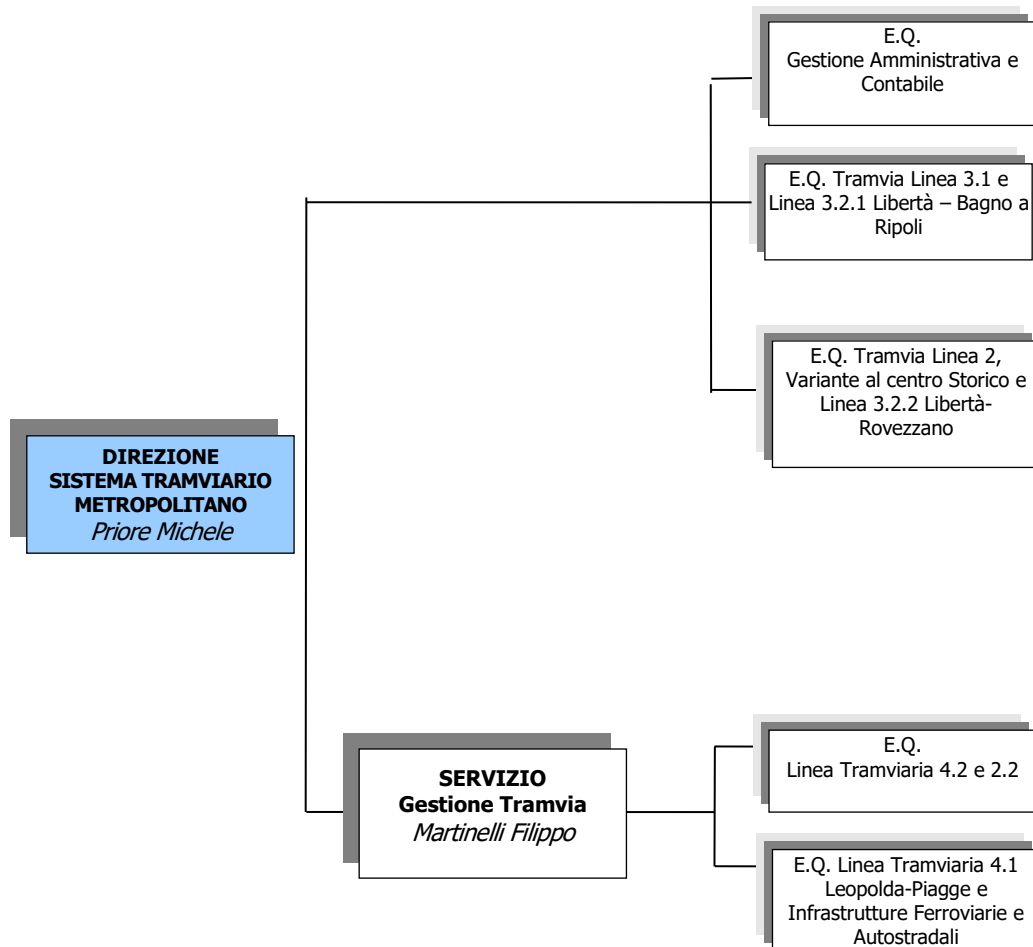 E.Q.
Gestione Amministrativa e
Contabile
E.Q. Tramvia Linea 3.1 e
Linea 3.2.1 Libertà – Bagno a
Ripoli
E.Q. Tramvia Linea 2,
Variante al centro Storico e
Linea 3.2.2 Libertà-
Rovezzano
DIREZIONE
SISTEMA TRAMVIARIO
METROPOLITANO
Priore Michele
SERVIZIO
Gestione Tramvia
Martinelli Filippo
E.Q.
Linea Tramviaria 4.2 e 2.2
E.Q. Linea Tramviaria 4.1
Leopolda-Piagge e
Infrastrutture Ferroviarie e
Autostradali